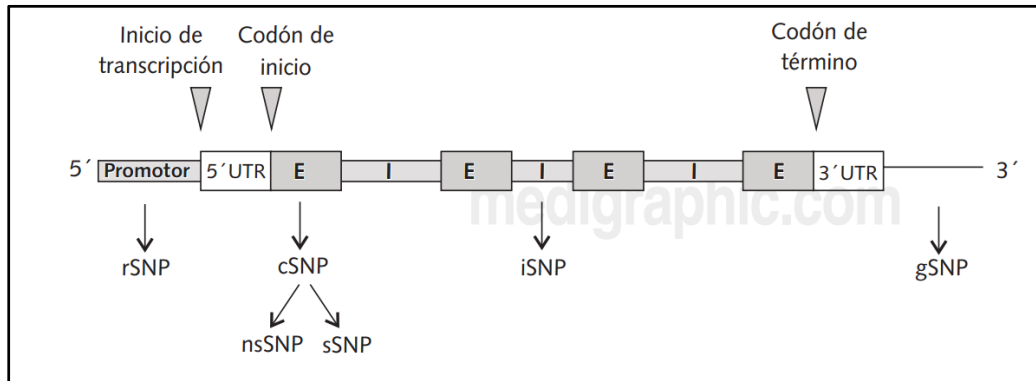 Inicio de
transcripción
Codón de
inicio
Codón de
término
5´ Promotor 5´UTR E I E I E I E 3´UTR 3´
medigraphic.com
rSNP cSNP iSNP gSNP
nsSNP sSNP